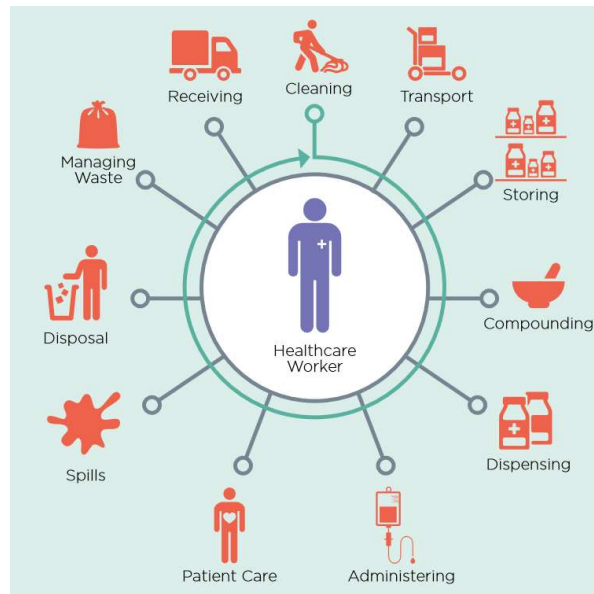 Receiving
Cleaning
Transport
Storing
Compounding
Dispensing
Administering
Patient Care
Spills
Disposal
Managing
Waste
Healthcare
Worker